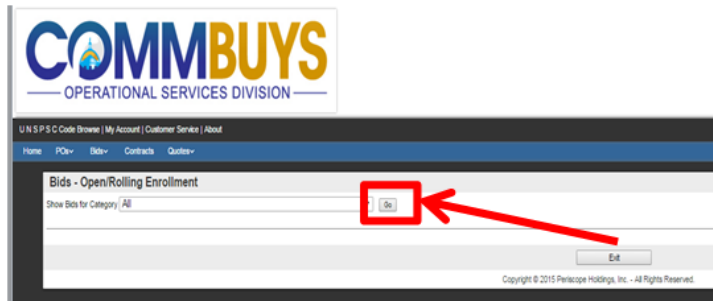 COMMBUYS
OPERATIONAL SERVICES DIVISION
U N S P S C Code Browse | My Account | Customer Service | About
Home POs Bids Contracts Quotes
Bids - Open/Rolling Enrollment
Show Bids for Category All Go
Exit
Copyright © 2015 Periscope Holdings, Inc. - All Rights Reserved.